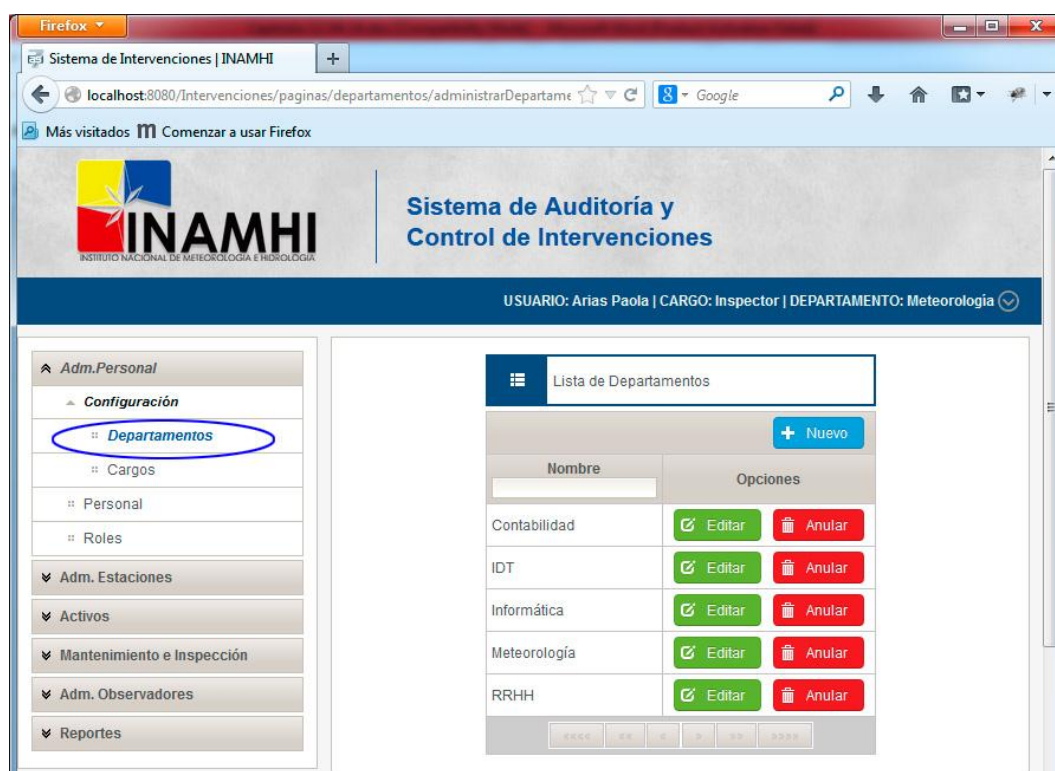 Firefox
Sistema de Intervenciones | INAMHI
localhost:8080/Intervenciones/paginas/departamentos/administrarDepartame
Google
Más visitados
Comenzar a usar Firefox
INAMHI
INSTITUTO NACIONAL DE METEOROLOGIA E HIDROLOGIA
Sistema de Auditoría y
Control de Intervenciones
USUARIO: Arias Paola | CARGO: Inspector | DEPARTAMENTO: Meteorología
Adm.Personal
Configuración
Departamentos
Cargos
Personal
Roles
Adm. Estaciones
Activos
Mantenimiento e Inspección
Adm. Observadores
Reportes
Lista de Departamentos
+ Nuevo
Nombre
Opciones
Contabilidad Editar Anular
IDT Editar Anular
Informática Editar Anular
Meteorología Editar Anular
RRHH Editar Anular